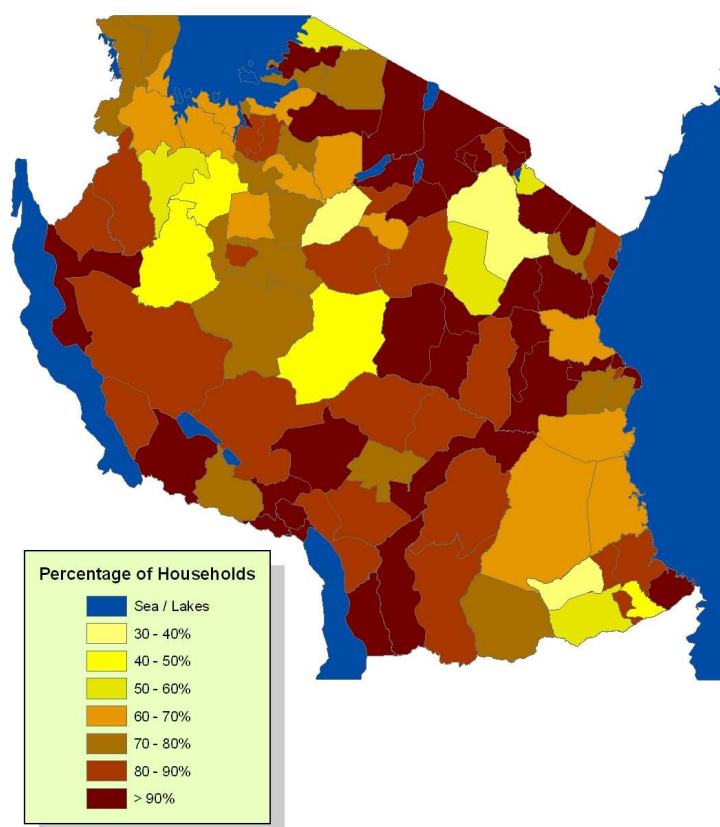 Percentage of Households
Sea / Lakes
30 - 40%
40 - 50%
50 - 60%
60 - 70%
70 - 80%
80 - 90%
> 90%